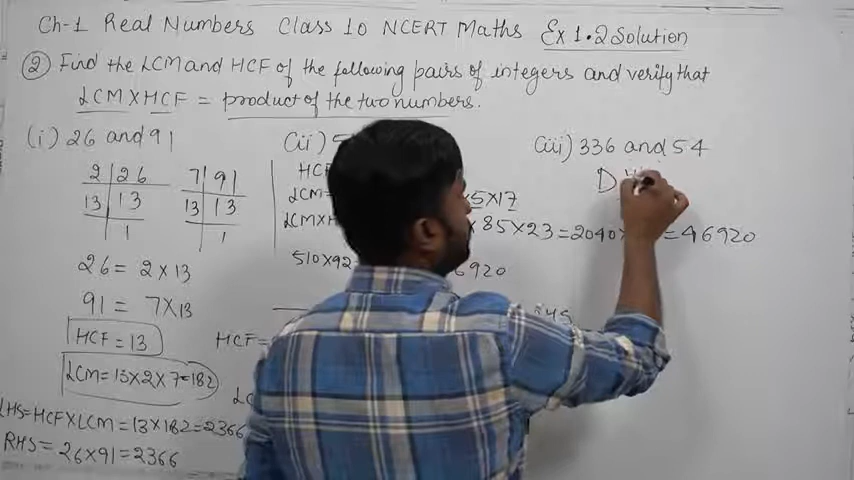 Ch-1 Real Numbers Class 10 NCERT Maths Ex 1.2 Solution
② Find the LCM and HCF of the following pairs of integers and verify that
LCM X HCF = product of the two numbers.
(i) 26 and 91
2 | 26
13 | 13
1
7 | 91
13 | 13
1
26 = 2 X 13
91 = 7 X 13
HCF = 13
LCM = 13 X 2 X 7 = 182
LHS = HCF X LCM = 13 X 182 = 2366
RHS = 26 X 91 = 2366
(ii) 5
HCF
LCM =
X 5 X 17
LCM X H
X 85 X 23 = 2040 X = 46920
510 X 92
6920
HCF =
LC
(iii) 336 and 54
D